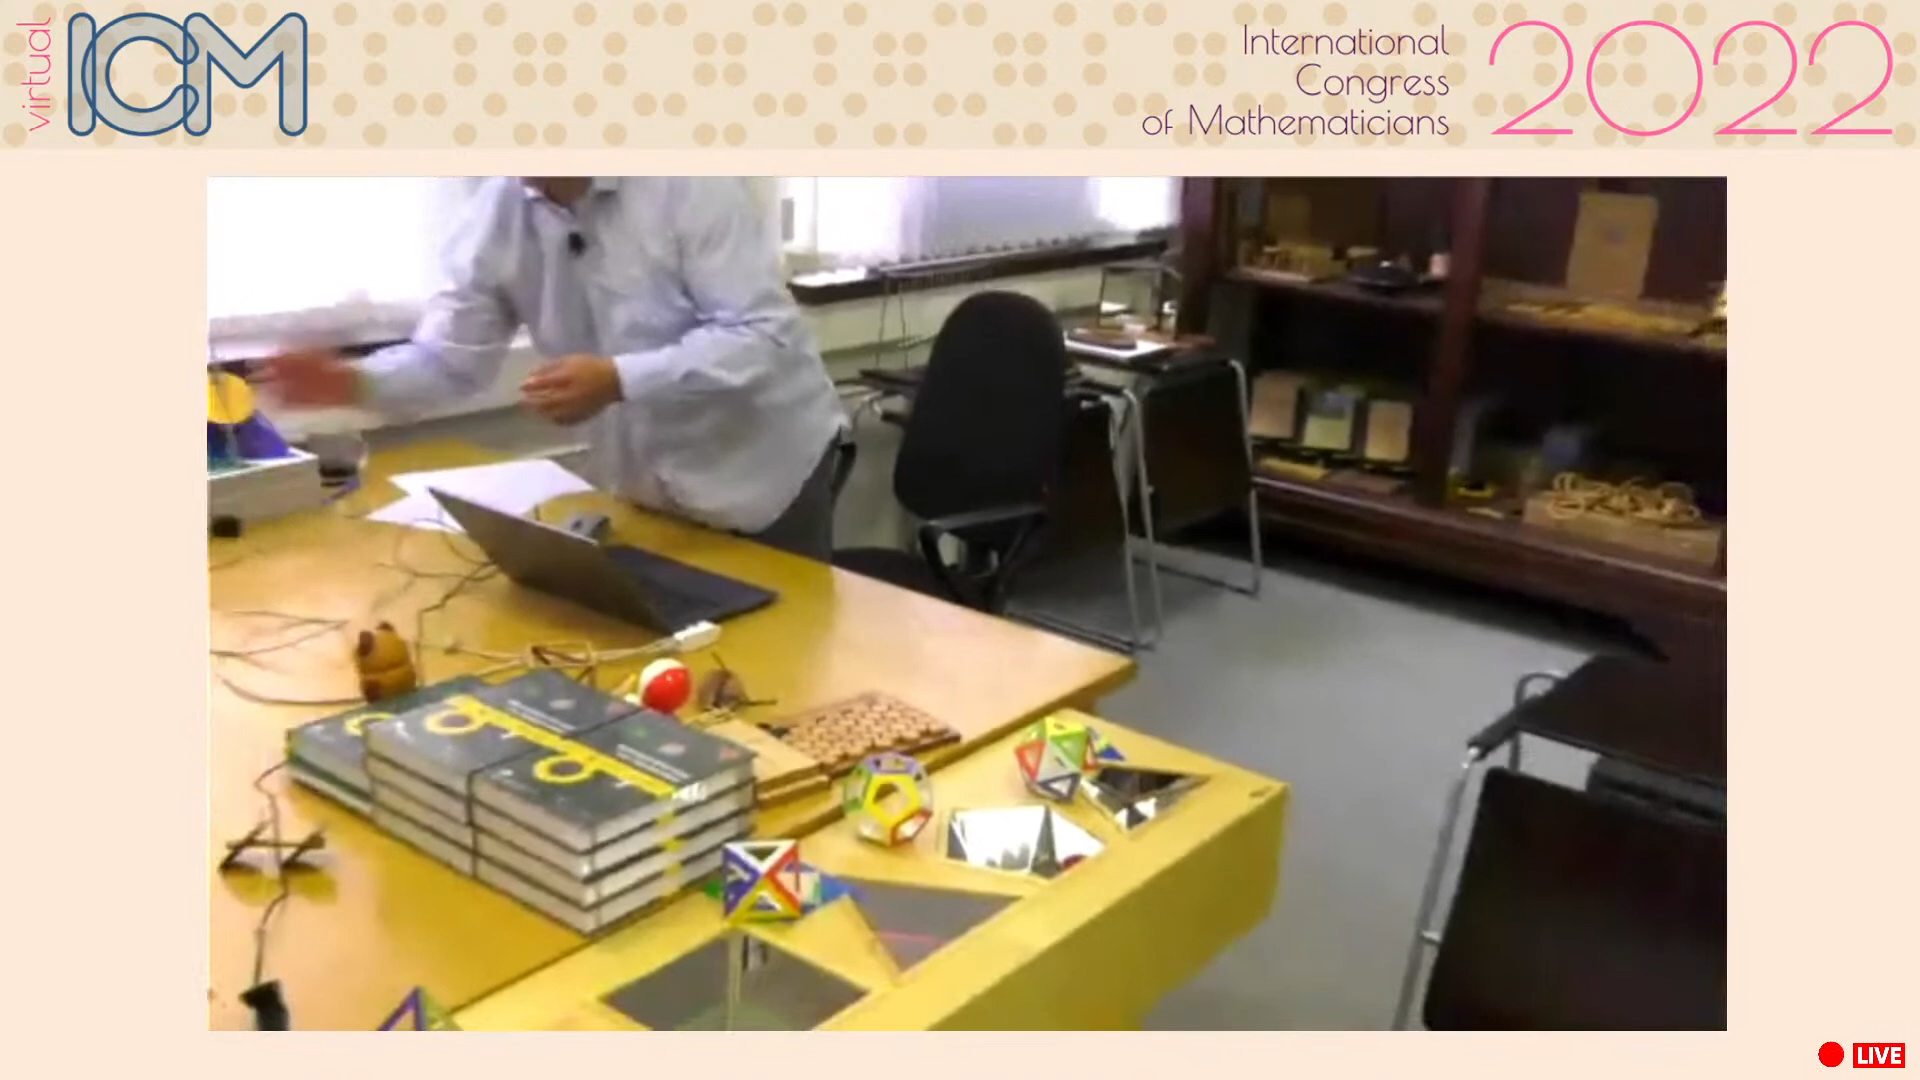 virtual
ICM
International
Congress
of Mathematicians
2022
LIVE